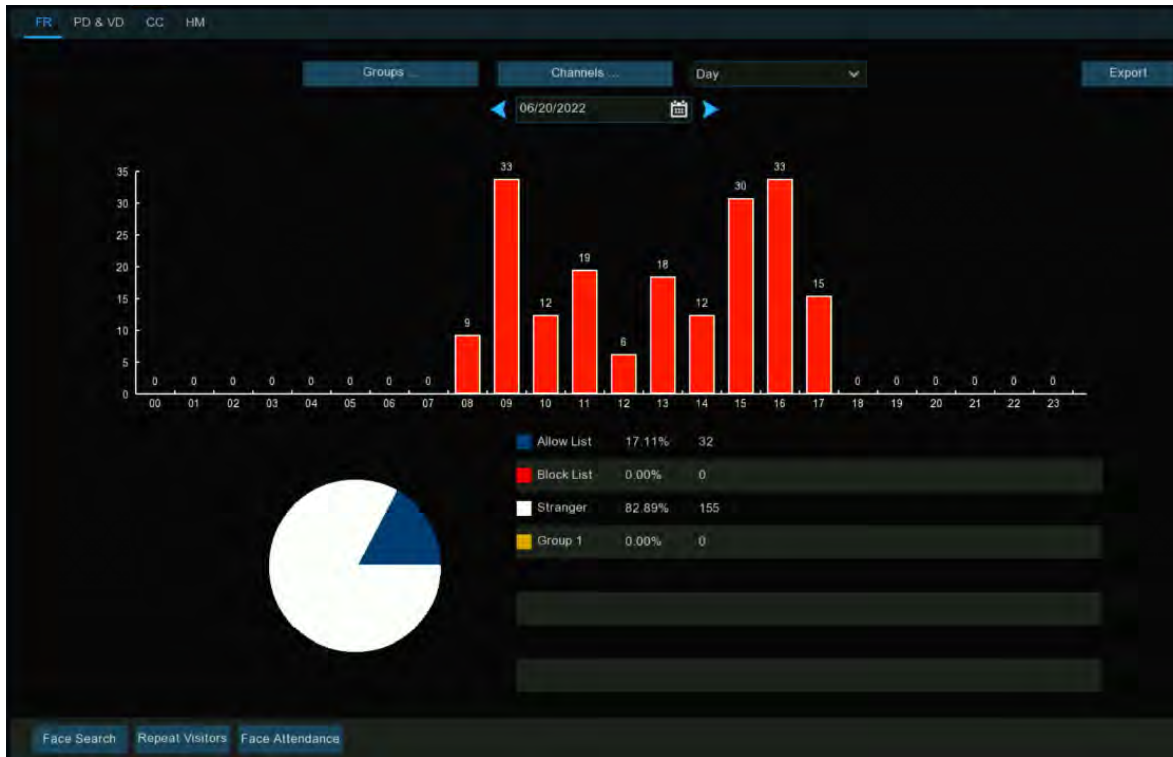 FR PD & VD CC HM
Groups ... Channels ... Day Export
06/20/2022
35
30
25
20
15
10
5
0
0 0 0 0 0 0 0 0 9 33 12 19 6 18 12 30 33 15 0 0 0 0 0 0
00 01 02 03 04 05 06 07 08 09 10 11 12 13 14 15 16 17 18 19 20 21 22 23
Allow List 17.11% 32
Block List 0.00% 0
Stranger 82.89% 155
Group 1 0.00% 0
Face Search Repeat Visitors Face Attendance